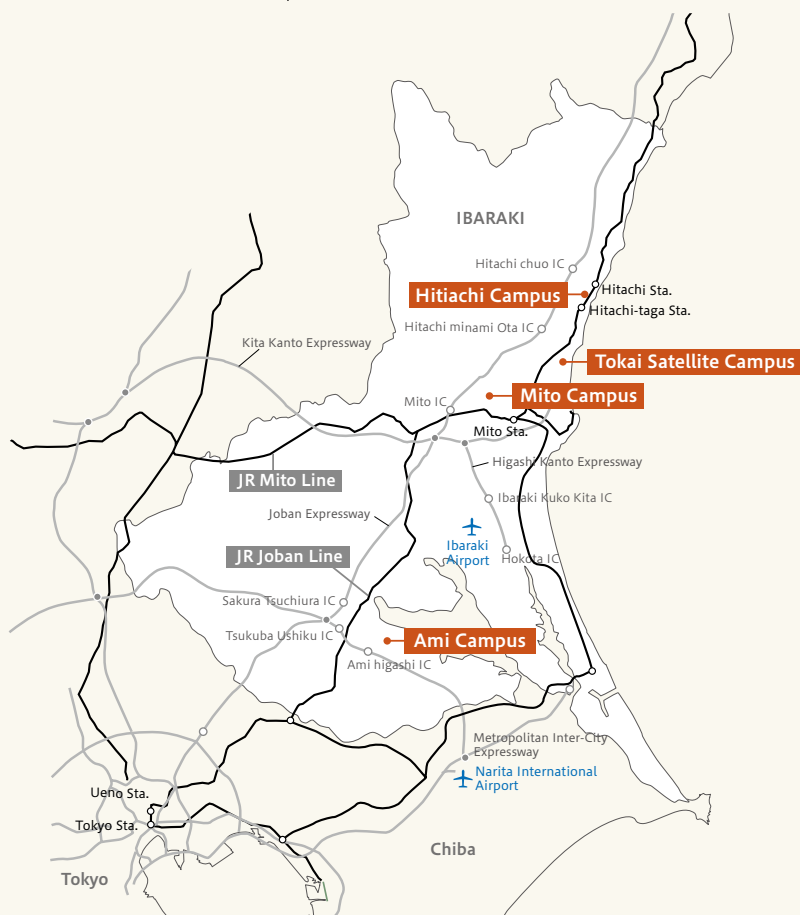 IBARAKI
Hitachi chuo IC
Hitiachi Campus
Hitachi Sta.
Hitachi-taga Sta.
Hitachi minami Ota IC
Kita Kanto Expressway
Tokai Satellite Campus
Mito Campus
Mito IC
Mito Sta.
Higashi Kanto Expressway
JR Mito Line
Ibaraki Kuko Kita IC
Joban Expressway
Ibaraki
Airport
Hokota IC
JR Joban Line
Sakura Tsuchiura IC
Tsukuba Ushiku IC
Ami Campus
Ami higashi IC
Metropolitan Inter-City
Expressway
Narita International
Airport
Ueno Sta.
Tokyo Sta.
Chiba
Tokyo